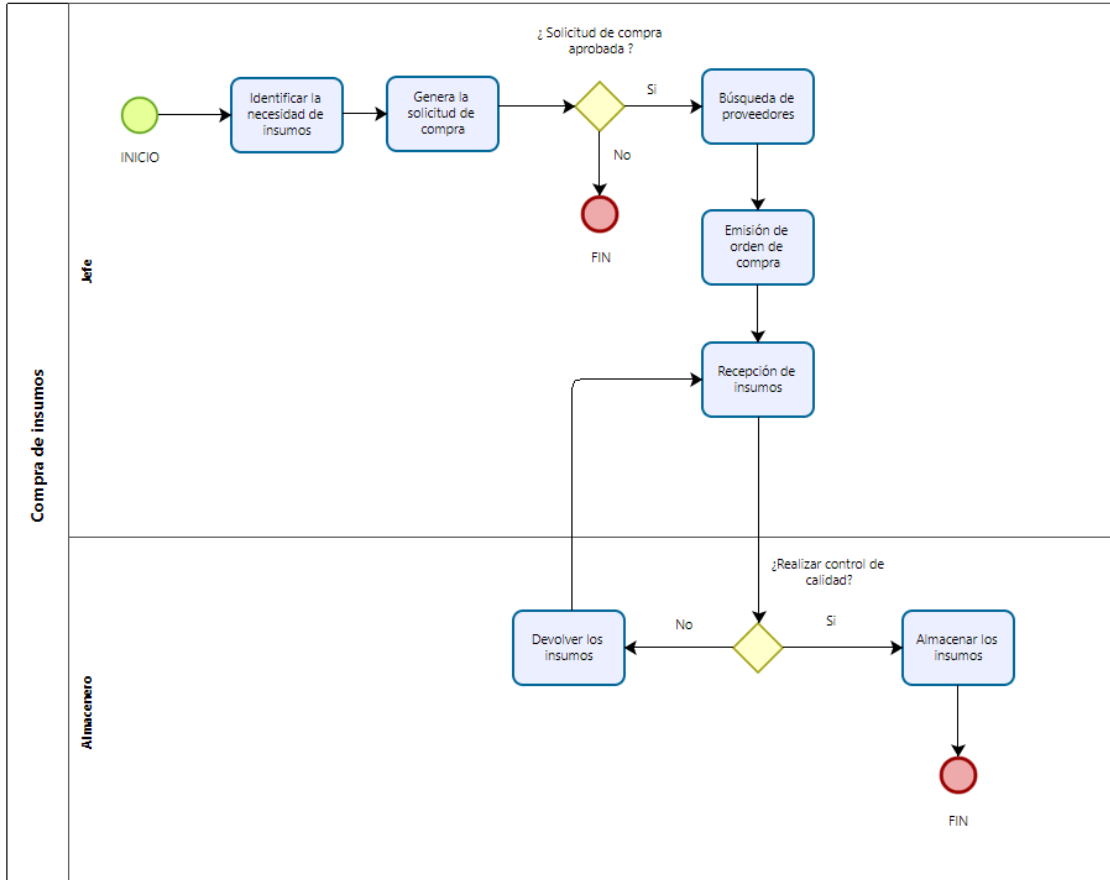 Compra de insumos
Jefe
¿ Solicitud de compra
aprobada ?
INICIO
Identificar la
necesidad de
insumos
Genera la
solicitud de
compra
Si
No
FIN
Búsqueda de
proveedores
Emisión de
orden de
compra
Recepción de
insumos
Almacenero
¿Realizar control de
calidad?
No
Si
Devolver los
insumos
Almacenar los
insumos
FIN